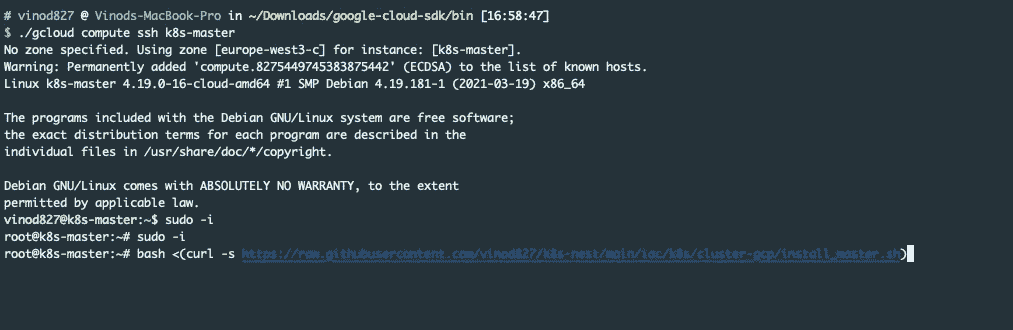 # vinod827 @ Vinods-MacBook-Pro in ~/Downloads/google-cloud-sdk/bin [16:58:47]
$ ./gcloud compute ssh k8s-master
No zone specified. Using zone [europe-west3-c] for instance: [k8s-master].
Warning: Permanently added 'compute.8275449745383875442' (ECDSA) to the list of known hosts.
Linux k8s-master 4.19.0-16-cloud-amd64 #1 SMP Debian 4.19.181-1 (2021-03-19) x86_64
The programs included with the Debian GNU/Linux system are free software;
the exact distribution terms for each program are described in the
individual files in /usr/share/doc/*/copyright.
Debian GNU/Linux comes with ABSOLUTELY NO WARRANTY, to the extent
permitted by applicable law.
vinod827@k8s-master:~$ sudo -i
root@k8s-master:~# sudo -i
root@k8s-master:~# bash <(curl -s https://raw.githubusercontent.com/vinod827/k8s-nest/main/iac/k8s/cluster-gcp/install_master.sh)